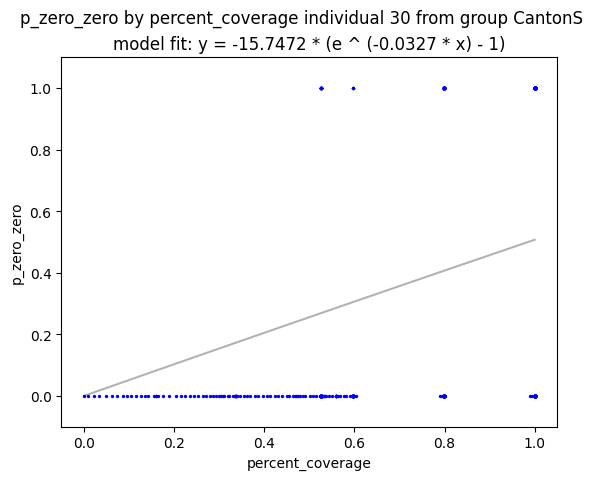 p_zero_zero by percent_coverage individual 30 from group CantonS
model fit: y = -15.7472 * (e ^ (-0.0327 * x) - 1)
1.0
0.8
0.6
0.4
0.2
0.0
p_zero_zero
0.0 0.2 0.4 0.6 0.8 1.0
percent_coverage